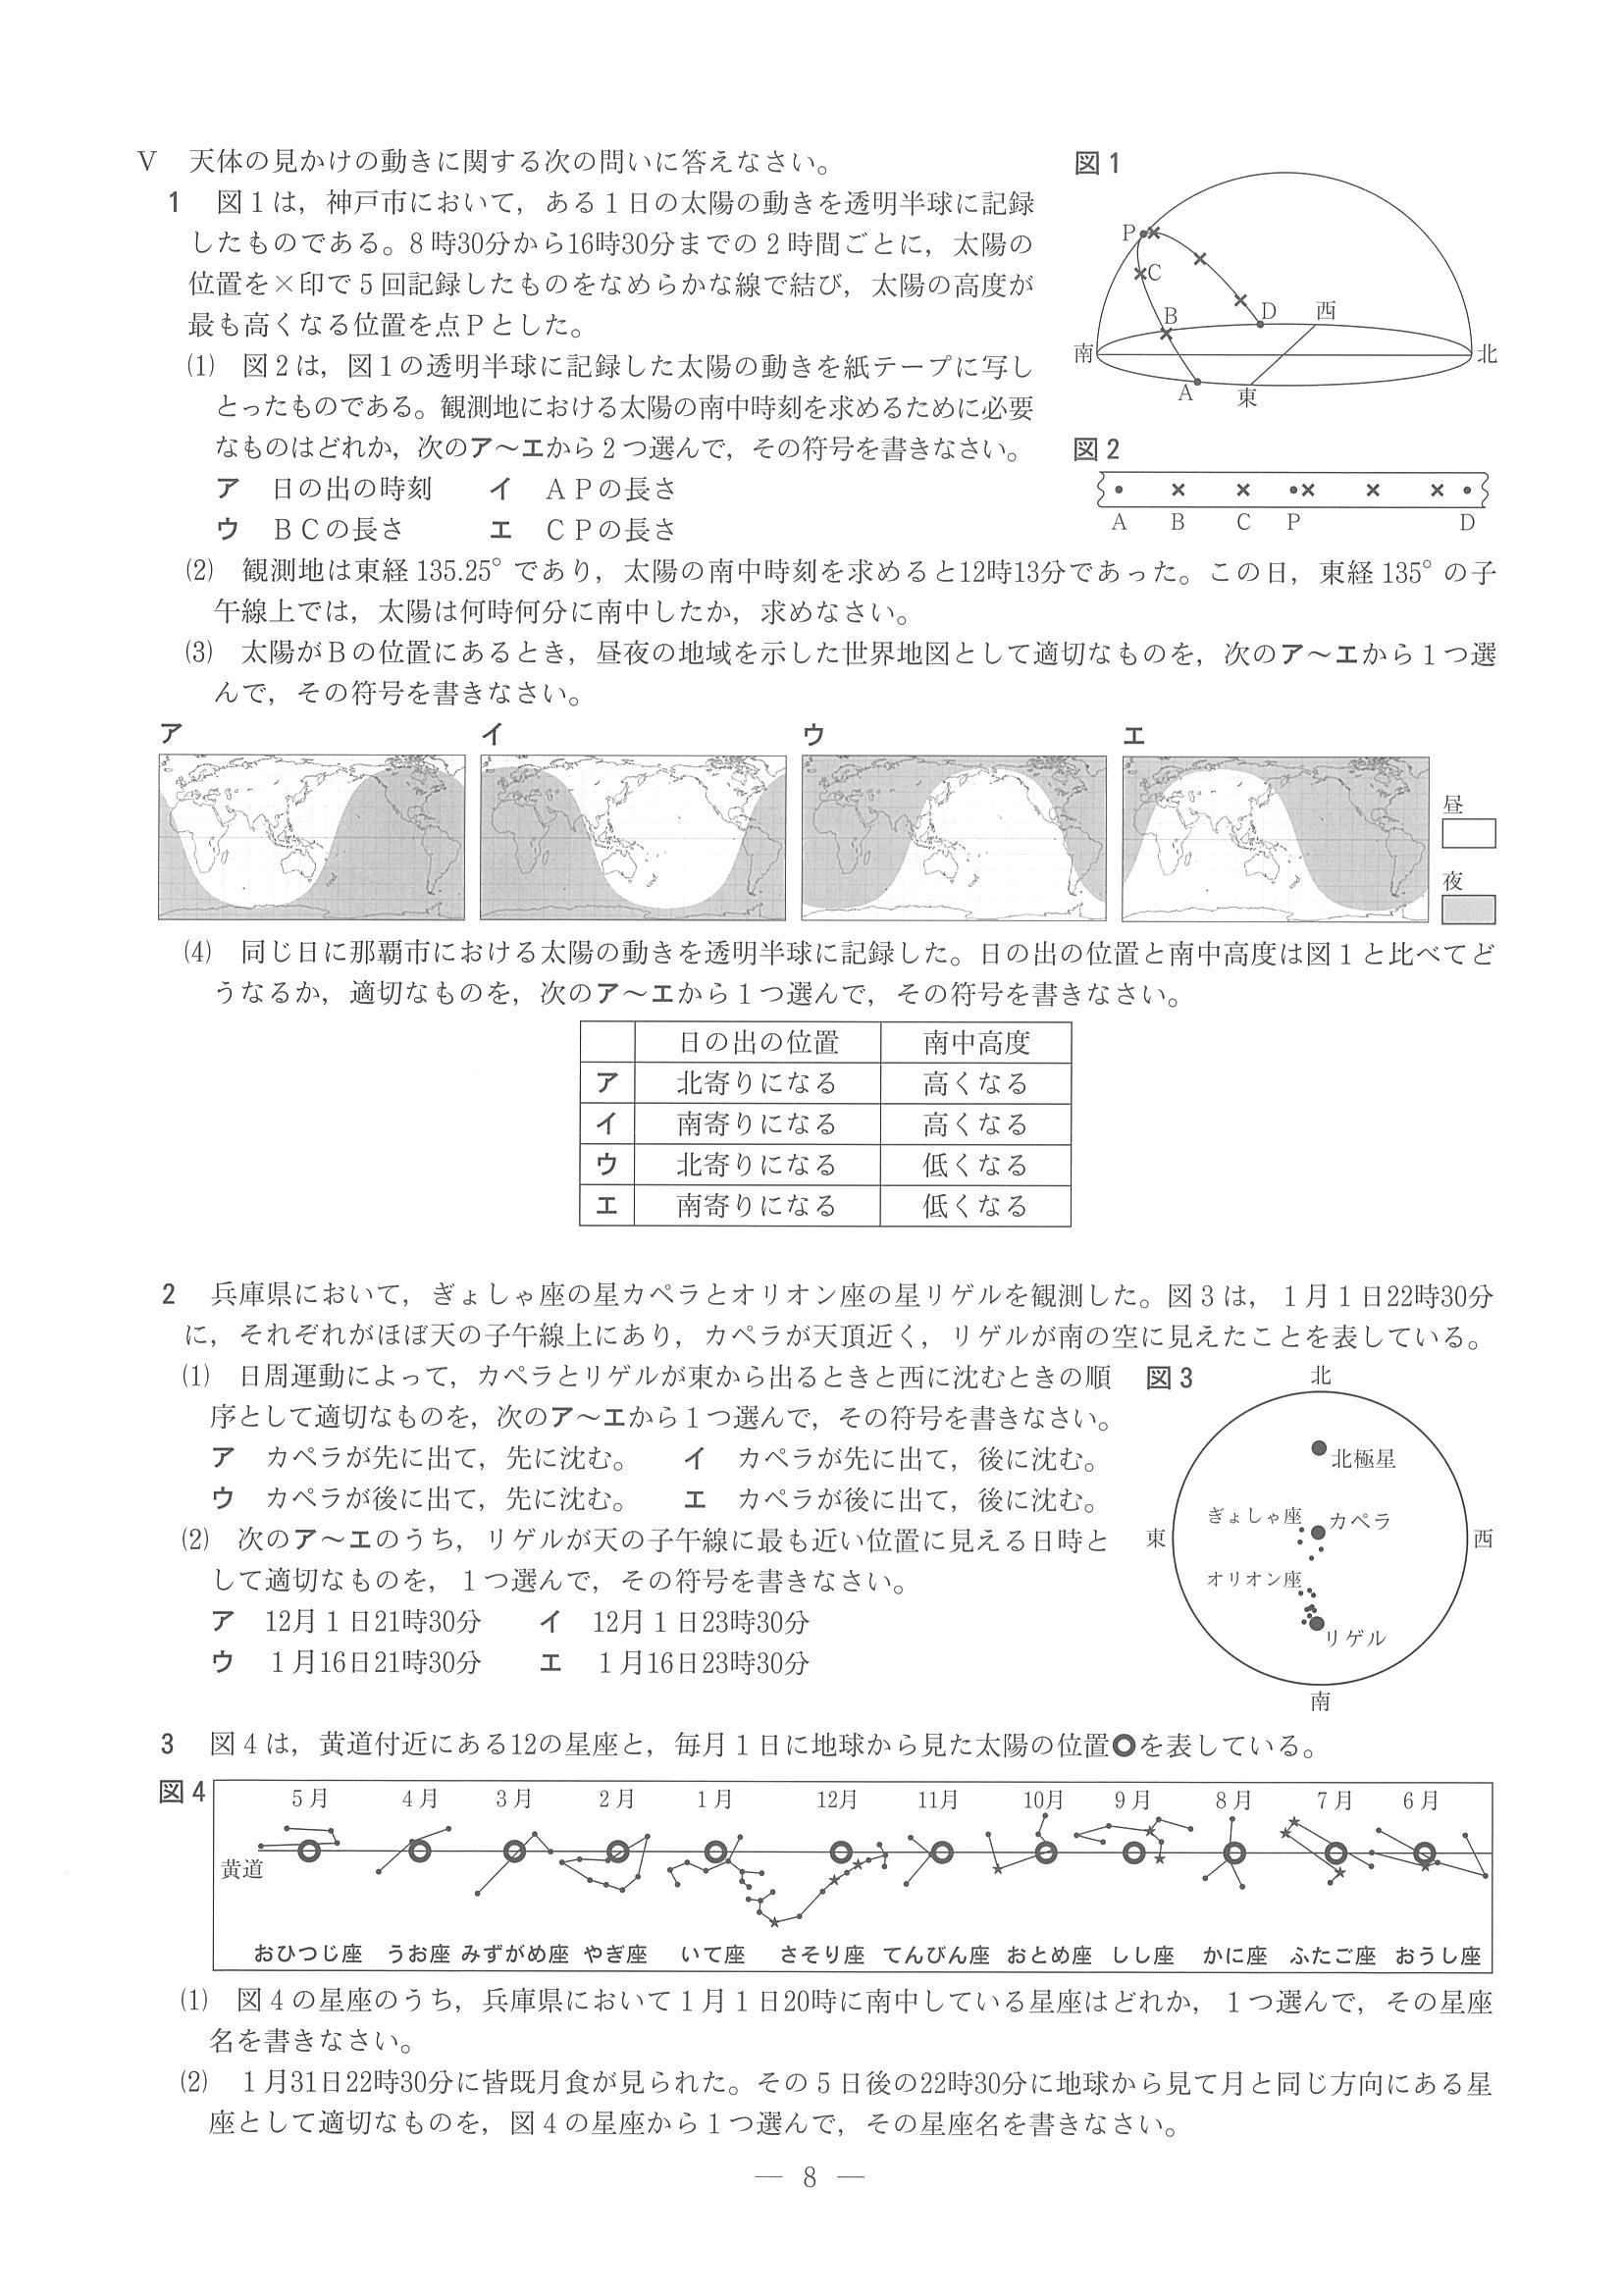 Ⅴ　天体の見かけの動きに関する次の問いに答えなさい。
1　図１は，神戸市において，ある１日の太陽の動きを透明半球に記録
したものである。８時30分から16時30分までの２時間ごとに，太陽の
位置を×印で５回記録したものをなめらかな線で結び，太陽の高度が
最も高くなる位置を点Ｐとした。
⑴　図２は，図１の透明半球に記録した太陽の動きを紙テープに写し
とったものである。観測地における太陽の南中時刻を求めるために必要
なものはどれか，次のア～エから２つ選んで，その符号を書きなさい。
ア　日の出の時刻　　イ　ＡＰの長さ
ウ　ＢＣの長さ　　　エ　ＣＰの長さ
図1
P
C
B
D
西
南
北
A
東
図2
A　B　C　P　D
⑵　観測地は東経 135.25°であり，太陽の南中時刻を求めると12時13分であった。この日，東経 135°の子
午線上では，太陽は何時何分に南中したか，求めなさい。
⑶　太陽がＢの位置にあるとき，昼夜の地域を示した世界地図として適切なものを，次のア～エから１つ選
んで，その符号を書きなさい。
ア　イ　ウ　エ
昼
夜
⑷　同じ日に那覇市における太陽の動きを透明半球に記録した。日の出の位置と南中高度は図１と比べてど
うなるか，適切なものを，次のア～エから１つ選んで，その符号を書きなさい。
日の出の位置　南中高度
ア　北寄りになる　高くなる
イ　南寄りになる　高くなる
ウ　北寄りになる　低くなる
エ　南寄りになる　低くなる
2　兵庫県において，ぎょしゃ座の星カペラとオリオン座の星リゲルを観測した。図３は，１月１日22時30分
に，それぞれがほぼ天の子午線上にあり，カペラが天頂近く，リゲルが南の空に見えたことを表している。
⑴　日周運動によって，カペラとリゲルが東から出るときと西に沈むときの順
序として適切なものを，次のア～エから１つ選んで，その符号を書きなさい。
ア　カペラが先に出て，先に沈む。　　イ　カペラが先に出て，後に沈む。
ウ　カペラが後に出て，先に沈む。　　エ　カペラが後に出て，後に沈む。
⑵　次のア～エのうち，リゲルが天の子午線に最も近い位置に見える日時と
して適切なものを，１つ選んで，その符号を書きなさい。
ア　12月１日21時30分　　イ　12月１日23時30分
ウ　１月16日21時30分　　エ　１月16日23時30分
図3
北
北極星
ぎょしゃ座
カペラ
東
西
オリオン座
リゲル
南
3　図４は，黄道付近にある12の星座と，毎月１日に地球から見た太陽の位置◎を表している。
図4
5月　4月　3月　2月　1月　12月　11月　10月　9月　8月　7月　6月
黄道
おひつじ座　うお座　みずがめ座　やぎ座　いて座　さそり座　てんびん座　おとめ座　しし座　かに座　ふたご座　おうし座
⑴　図４の星座のうち，兵庫県において１月１日20時に南中している星座はどれか，１つ選んで，その星座
名を書きなさい。
⑵　１月31日22時30分に皆既月食が見られた。その５日後の22時30分に地球から見て月と同じ方向にある星
座として適切なものを，図４の星座から１つ選んで，その星座名を書きなさい。
― 8 ―